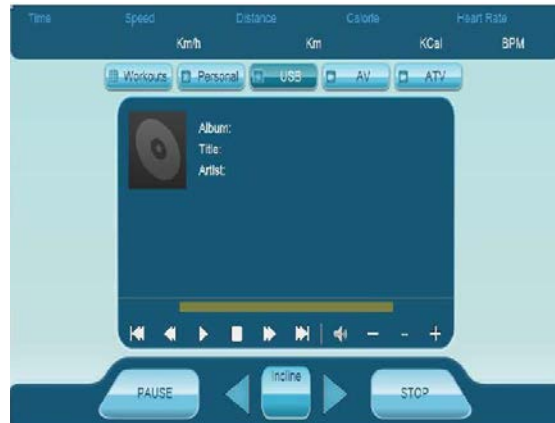 Time Speed Distance Calorie Heart Rate
Km/h Km KCal BPM
Workouts Personal USB AV ATV
Album:
Title:
Artist:
Incline
PAUSE STOP